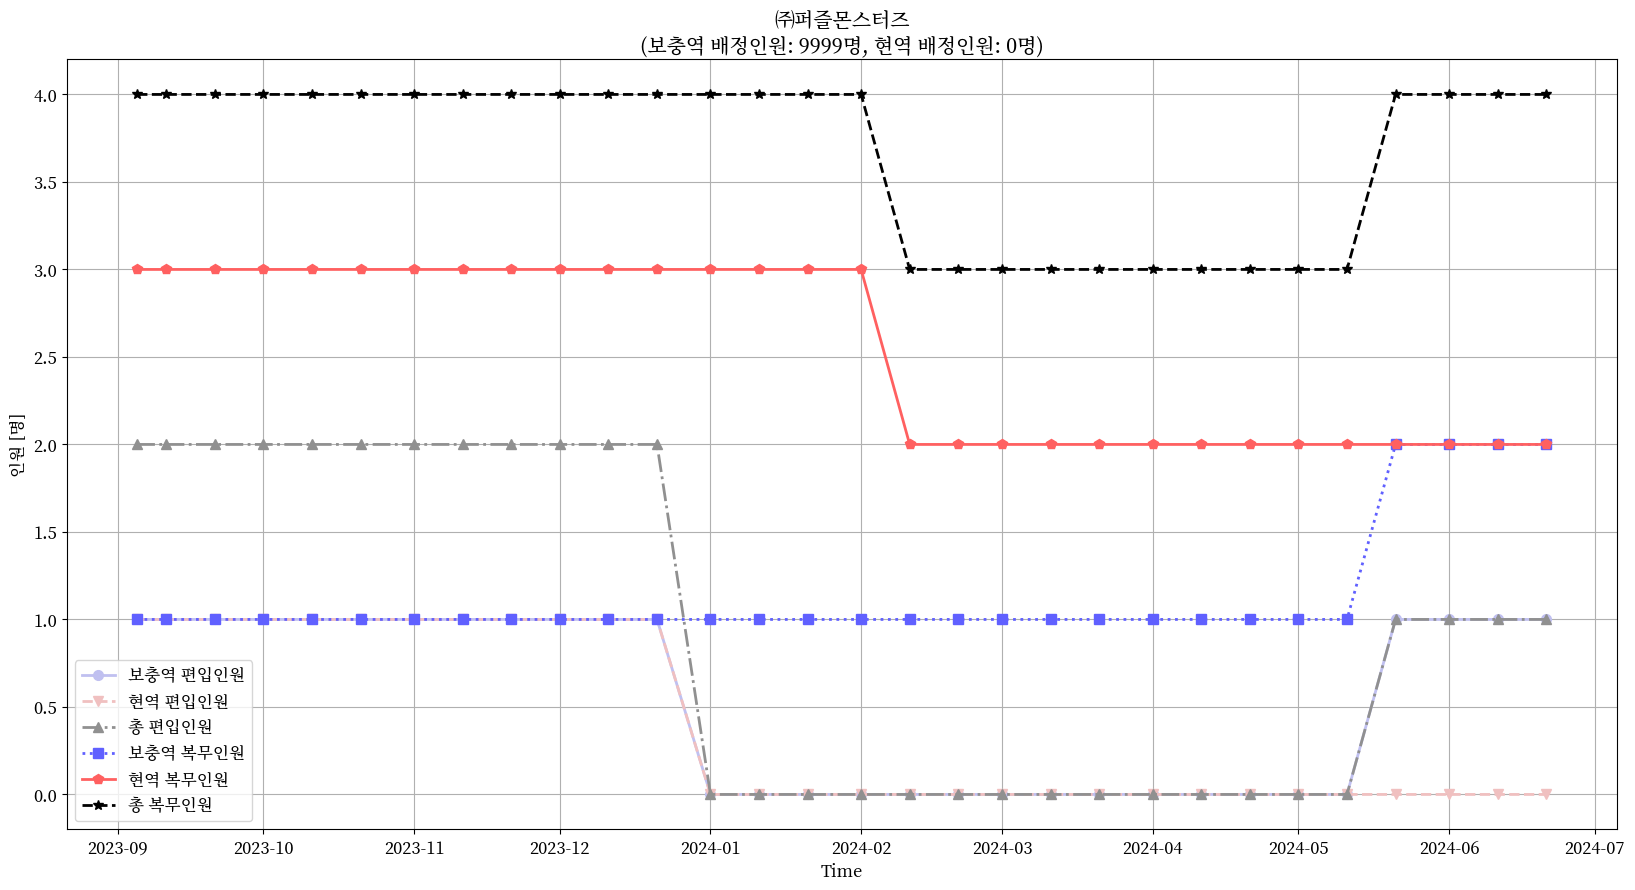 ㈜퍼즐몬스터즈
(보충역 배정인원: 9999명, 현역 배정인원: 0명)
인원 [명]
4.0
3.5
3.0
2.5
2.0
1.5
1.0
0.5
0.0
보충역 편입인원
현역 편입인원
총 편입인원
보충역 복무인원
현역 복무인원
총 복무인원
2023-09 2023-10 2023-11 2023-12 2024-01 2024-02 2024-03 2024-04 2024-05 2024-06 2024-07
Time